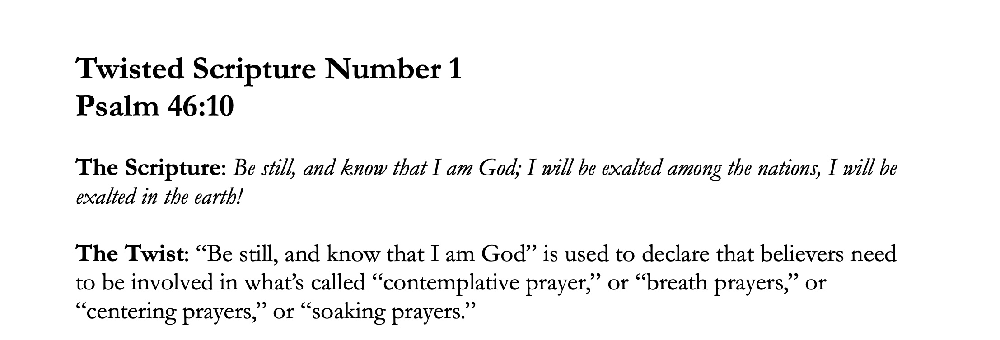 Twisted Scripture Number 1
Psalm 46:10
The Scripture: Be still, and know that I am God; I will be exalted among the nations, I will be
exalted in the earth!
The Twist: “Be still, and know that I am God” is used to declare that believers need
to be involved in what’s called “contemplative prayer,” or “breath prayers,” or
“centering prayers,” or “soaking prayers.”